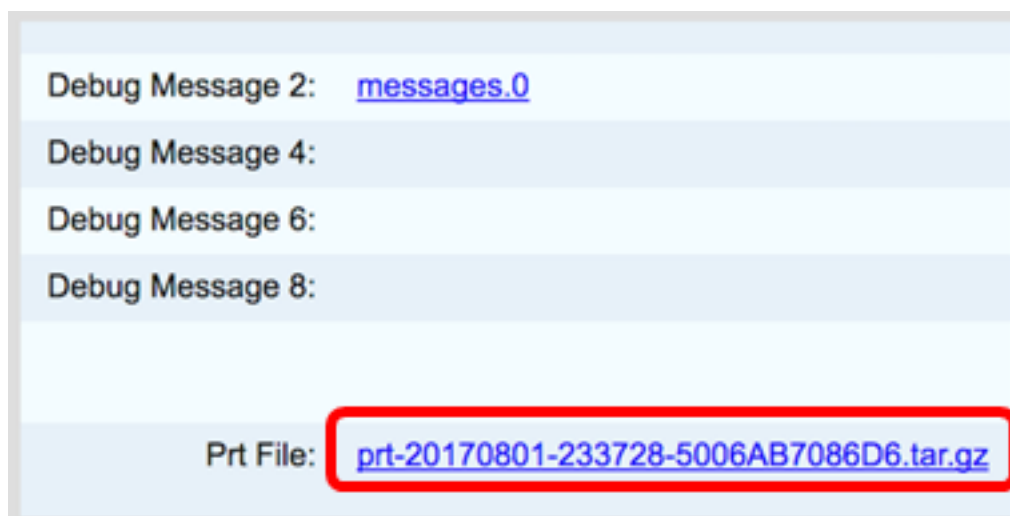 Debug Message 2: messages.0
Debug Message 4:
Debug Message 6:
Debug Message 8:
Prt File: prt-20170801-233728-5006AB7086D6.tar.gz